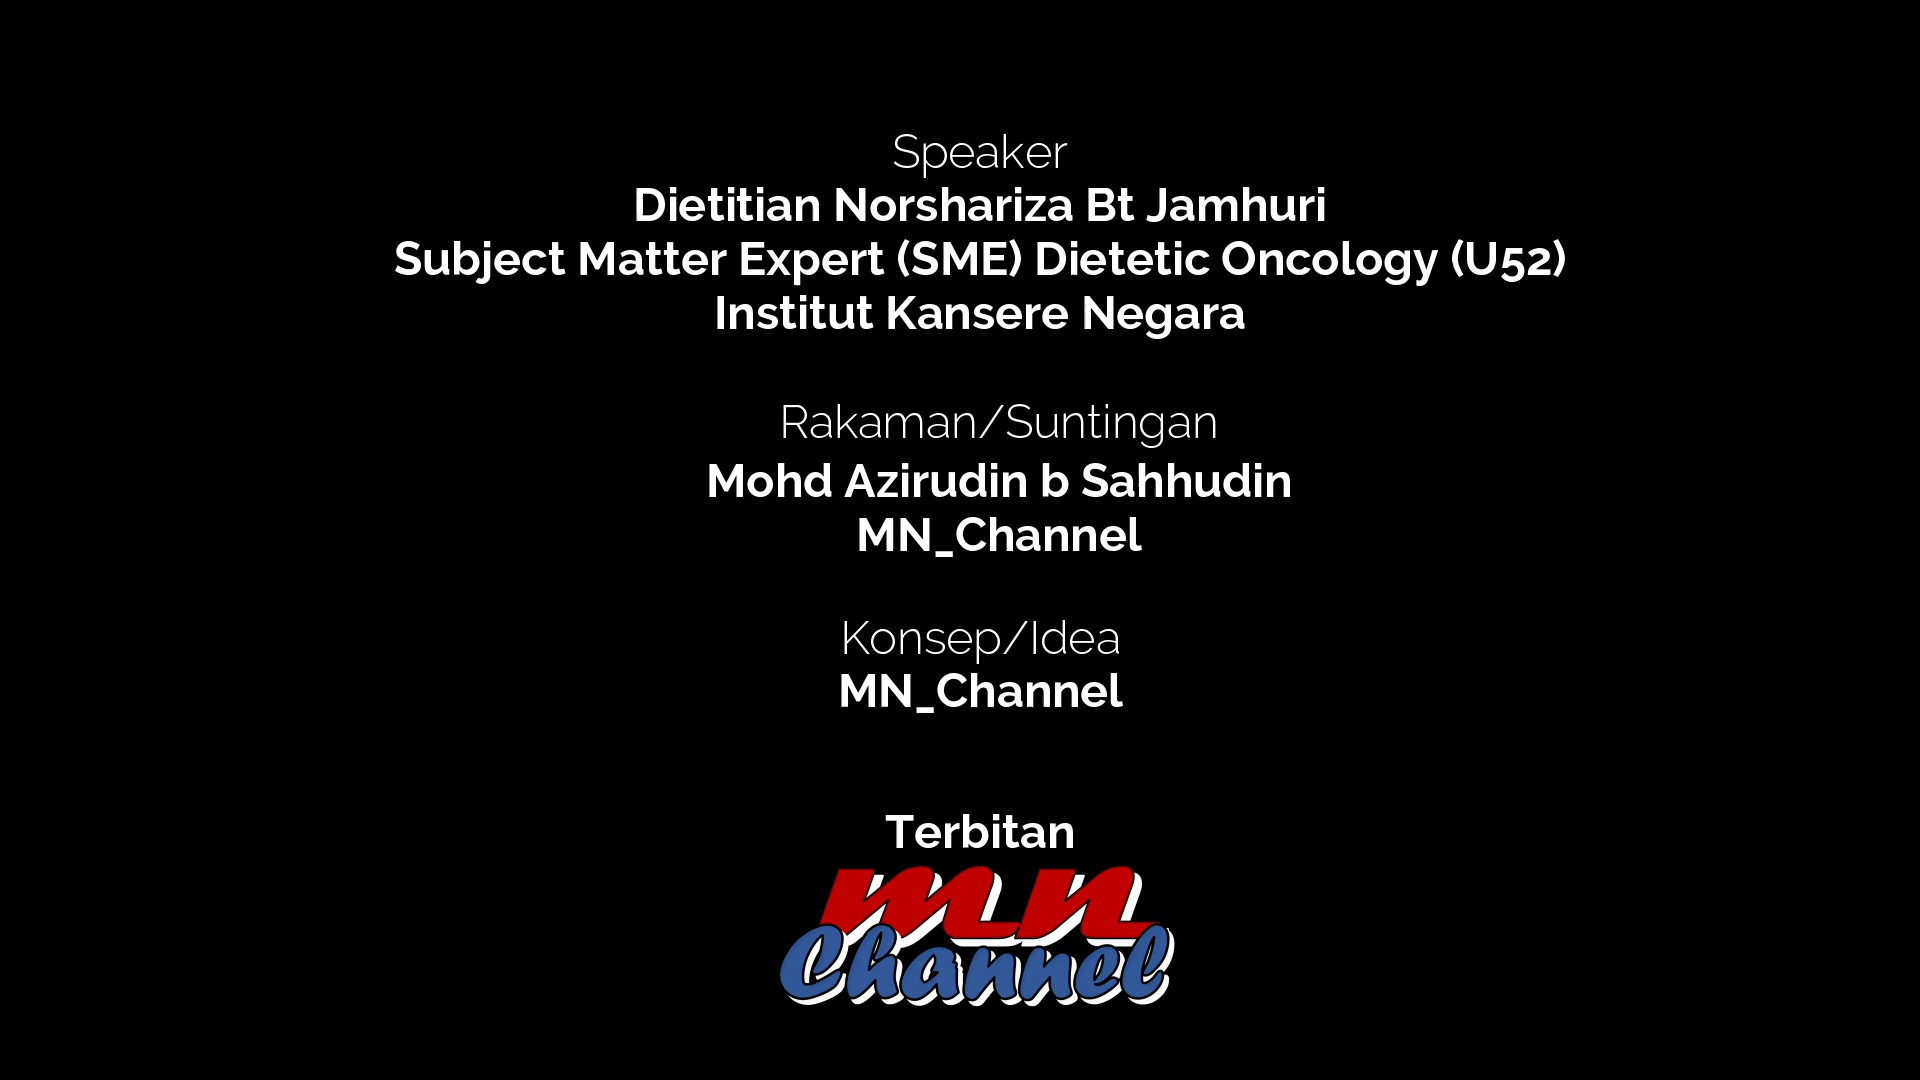 Speaker
Dietitian Norshariza Bt Jamhuri
Subject Matter Expert (SME) Dietetic Oncology (U52)
Institut Kansere Negara
Rakaman/Suntingan
Mohd Azirudin b Sahhudin
MN_Channel
Konsep/Idea
MN_Channel
Terbitan
mn
Channel